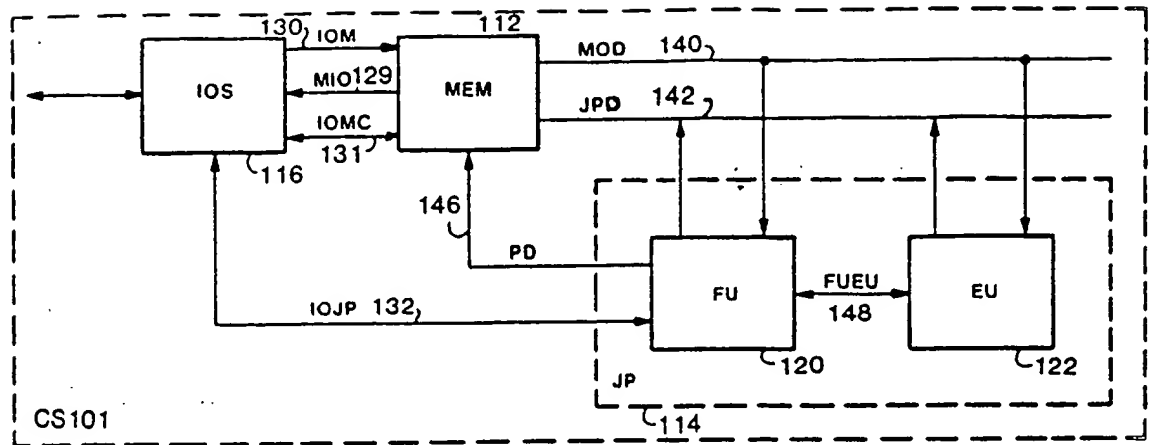 112
130 IOM
MOD 140
IOS
MIO 129
MEM
JPD 142
IOMC
131
116
146
PD
FUEU
FU
EU
IOJP 132
148
120
122
JP
CS101
114